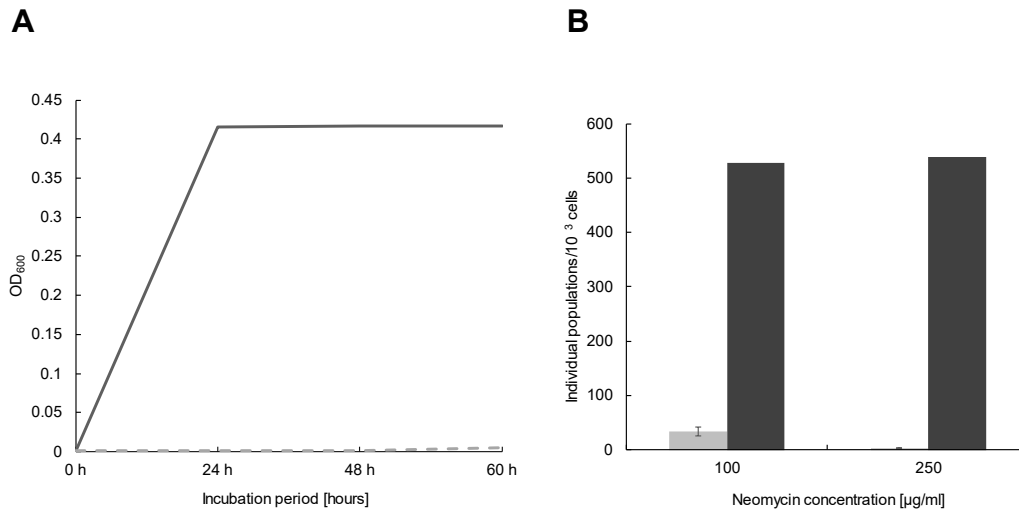 A
B
0.45
0.4
0.35
0.3
0.25
0.2
0.15
0.1
0.05
0
OD600
0 h
24 h
48 h
60 h
Incubation period [hours]
600
500
400
300
200
100
0
Individual populations/10 3 cells
100
250
Neomycin concentration [µg/ml]